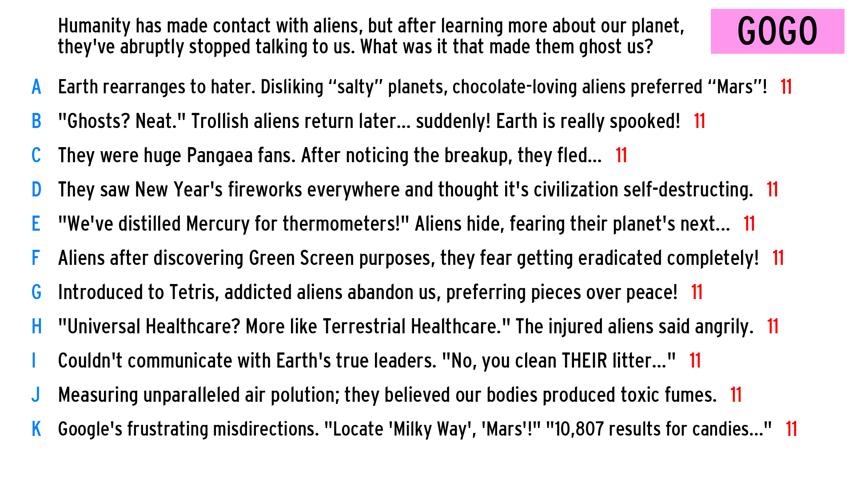 Humanity has made contact with aliens, but after learning more about our planet,
they've abruptly stopped talking to us. What was it that made them ghost us?
GOGO
A Earth rearranges to hater. Disliking “salty” planets, chocolate-loving aliens preferred “Mars”! 11
B "Ghosts? Neat." Trollish aliens return later... suddenly! Earth is really spooked! 11
C They were huge Pangaea fans. After noticing the breakup, they fled... 11
D They saw New Year's fireworks everywhere and thought it's civilization self-destructing. 11
E "We've distilled Mercury for thermometers!" Aliens hide, fearing their planet's next... 11
F Aliens after discovering Green Screen purposes, they fear getting eradicated completely! 11
G Introduced to Tetris, addicted aliens abandon us, preferring pieces over peace! 11
H "Universal Healthcare? More like Terrestrial Healthcare." The injured aliens said angrily. 11
I Couldn't communicate with Earth's true leaders. "No, you clean THEIR litter..." 11
J Measuring unparalleled air polution; they believed our bodies produced toxic fumes. 11
K Google's frustrating misdirections. "Locate 'Milky Way', 'Mars'!" "10,807 results for candies..." 11